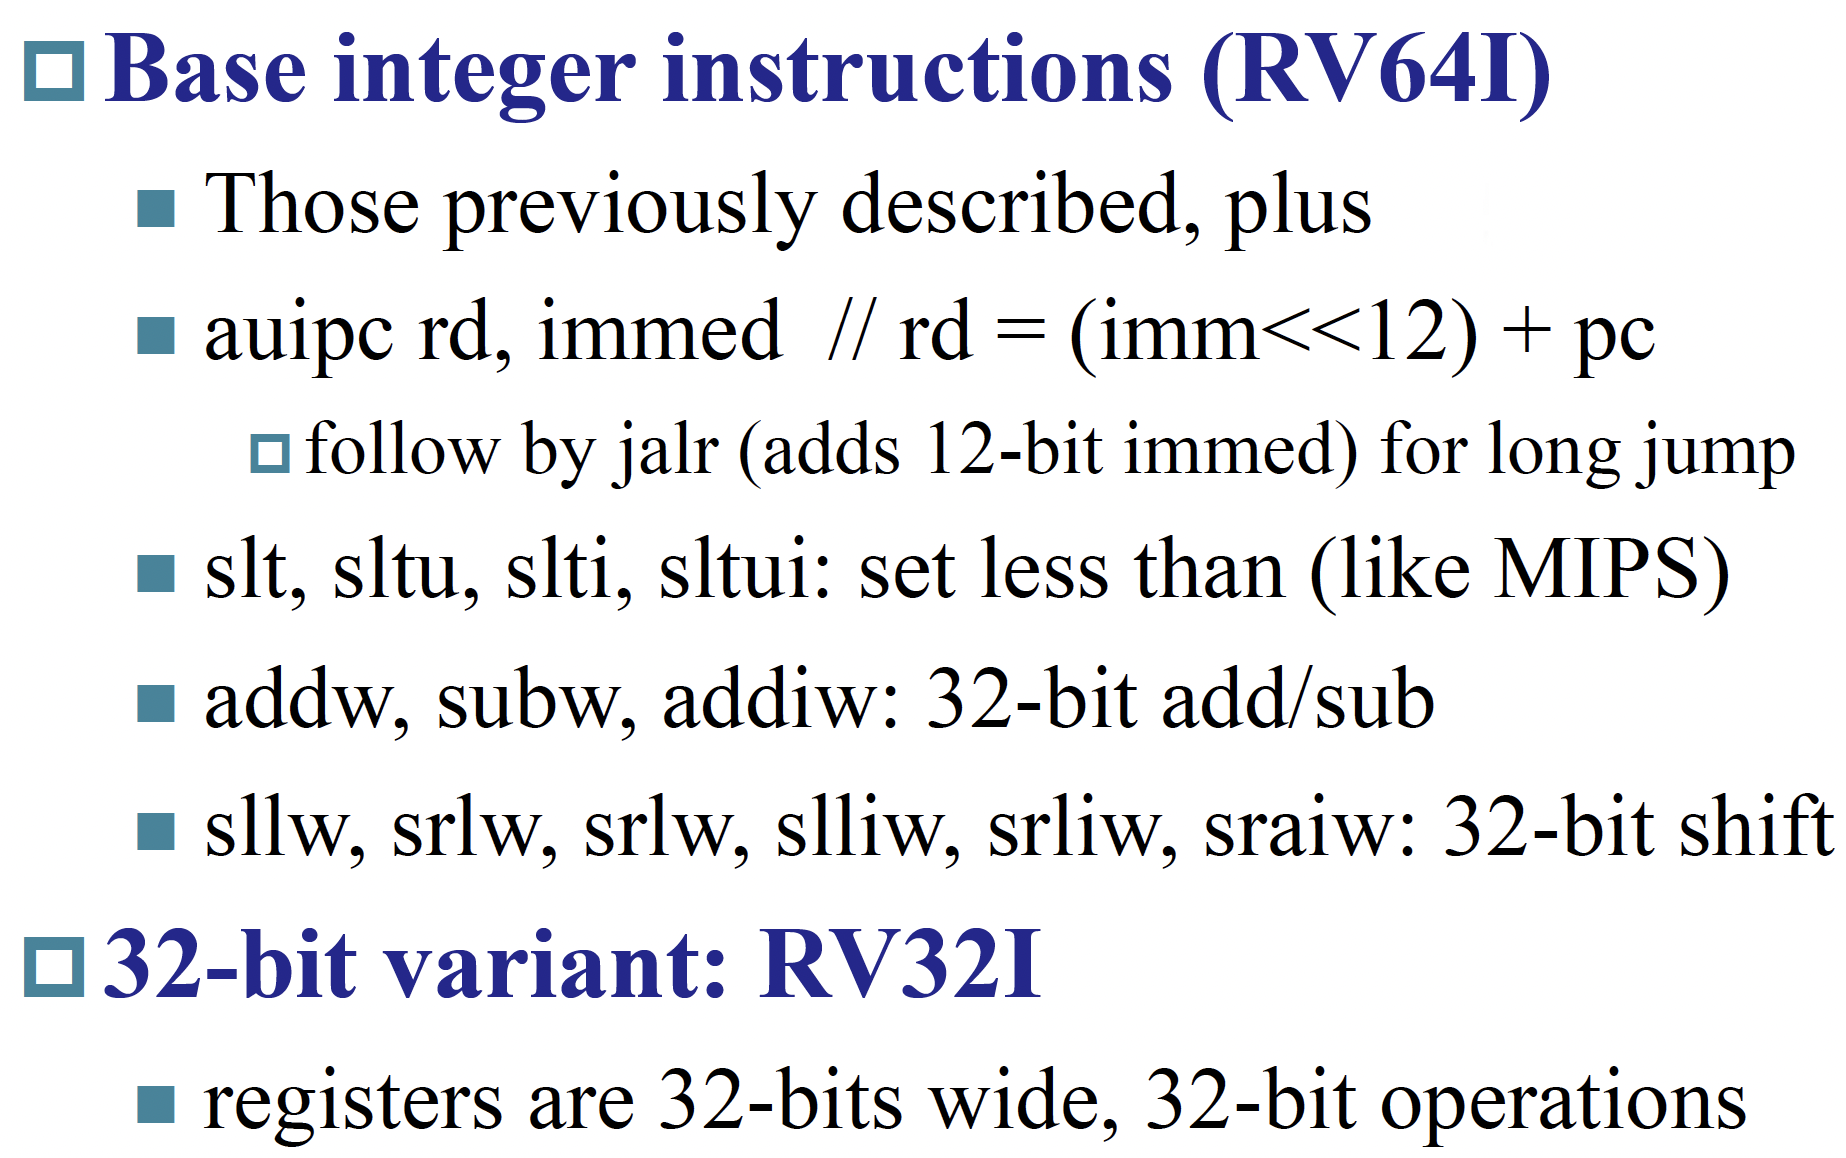 Base integer instructions (RV64I)
Those previously described, plus
auipc rd, immed // rd = (imm<<12) + pc
follow by jalr (adds 12-bit immed) for long jump
slt, sltu, slti, sltui: set less than (like MIPS)
addw, subw, addiw: 32-bit add/sub
sllw, srlw, srlw, slliw, srliw, sraiw: 32-bit shift
32-bit variant: RV32I
registers are 32-bits wide, 32-bit operations